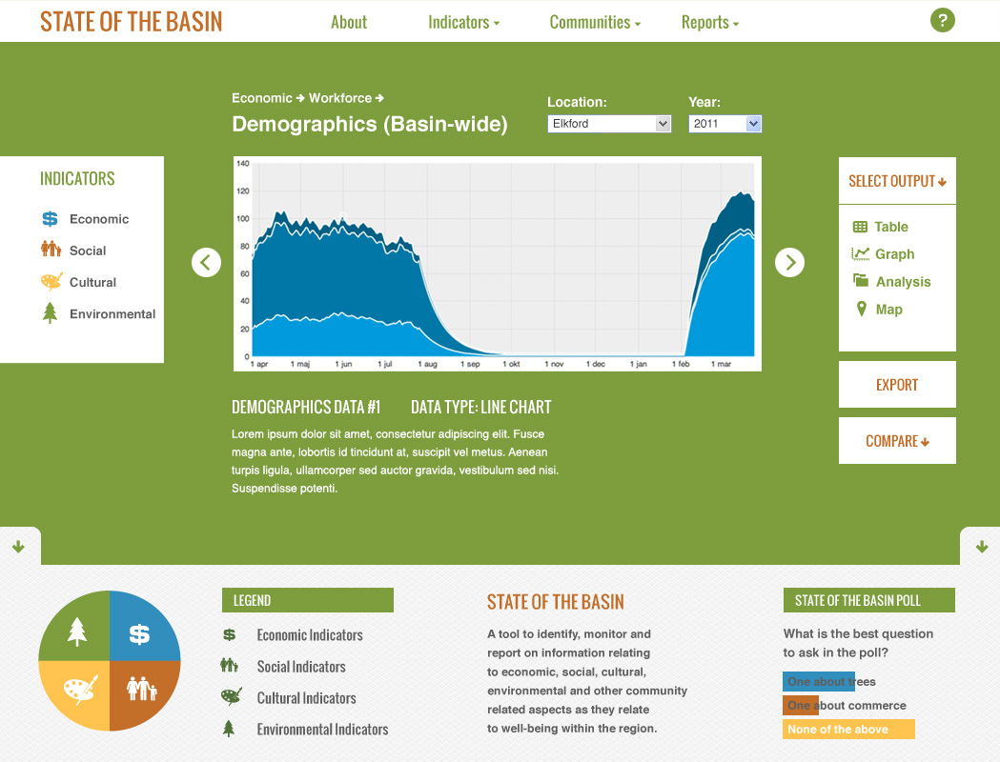 STATE OF THE BASIN
About
Indicators
Communities
Reports
?
Economic → Workforce →
Demographics (Basin-wide)
Location:
Elkford
Year:
2011
INDICATORS
$ Economic
Social
Cultural
Environmental
140
120
100
80
60
40
20
0
1 apr
1 maj
1 jun
1 jul
1 aug
1 sep
1 okt
1 nov
1 dec
1 jan
1 feb
1 mar
SELECT OUTPUT
Table
Graph
Analysis
Map
EXPORT
COMPARE
DEMOGRAPHICS DATA #1
DATA TYPE: LINE CHART
Lorem ipsum dolor sit amet, consectetur adipiscing elit. Fusce
magna ante, lobortis id tincidunt at, suscipit vel metus. Aenean
turpis ligula, ullamcorper sed auctor gravida, vestibulum sed nisi.
Suspendisse potenti.
$
LEGEND
$ Economic Indicators
Social Indicators
Cultural Indicators
Environmental Indicators
STATE OF THE BASIN
A tool to identify, monitor and
report on information relating
to economic, social, cultural,
environmental and other community
related aspects as they relate
to well-being within the region.
STATE OF THE BASIN POLL
What is the best question
to ask in the poll?
One about trees
One about commerce
None of the above